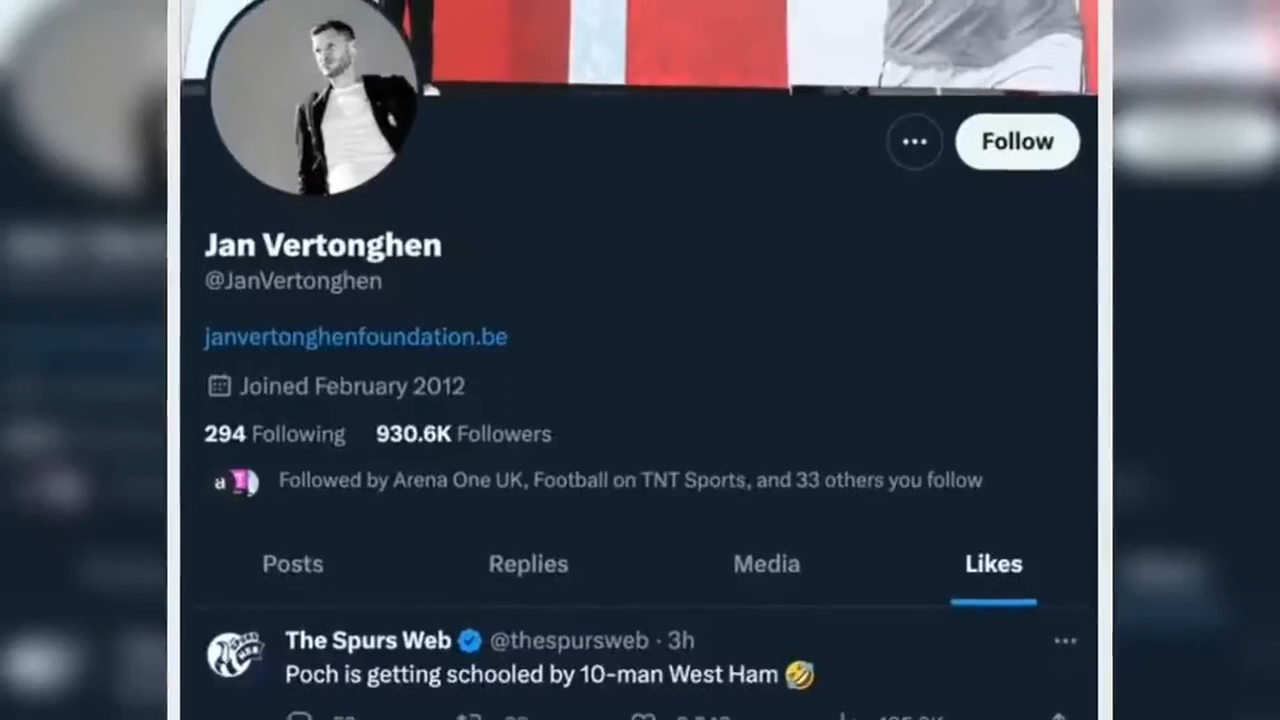 Follow
Jan Vertonghen
@JanVertonghen
janvertonghenfoundation.be
Joined February 2012
294 Following 930.6K Followers
a
Followed by Arena One UK, Football on TNT Sports, and 33 others you follow
Posts Replies Media Likes
The Spurs Web @thespursweb · 3h
Poch is getting schooled by 10-man West Ham 🤣